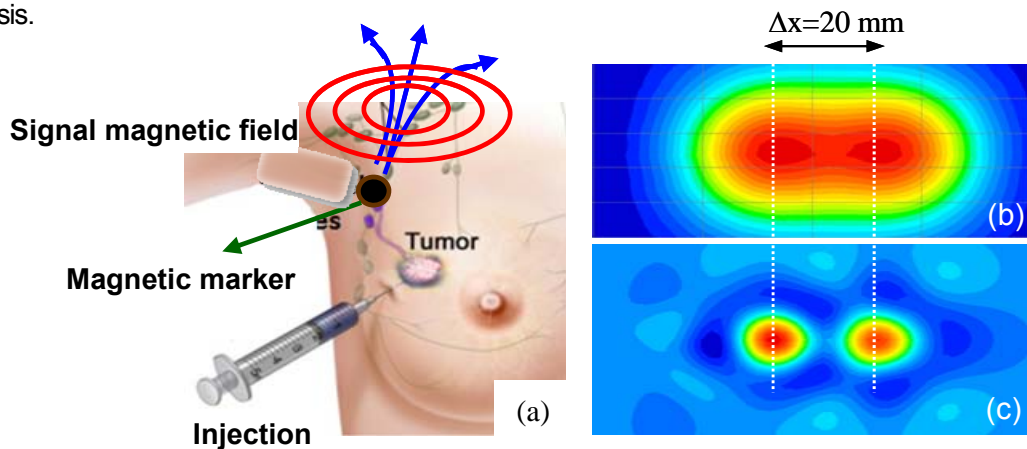 sis.
Δx=20 mm
Signal magnetic field
es
Tumor
Magnetic marker
(b)
(a)
(c)
Injection